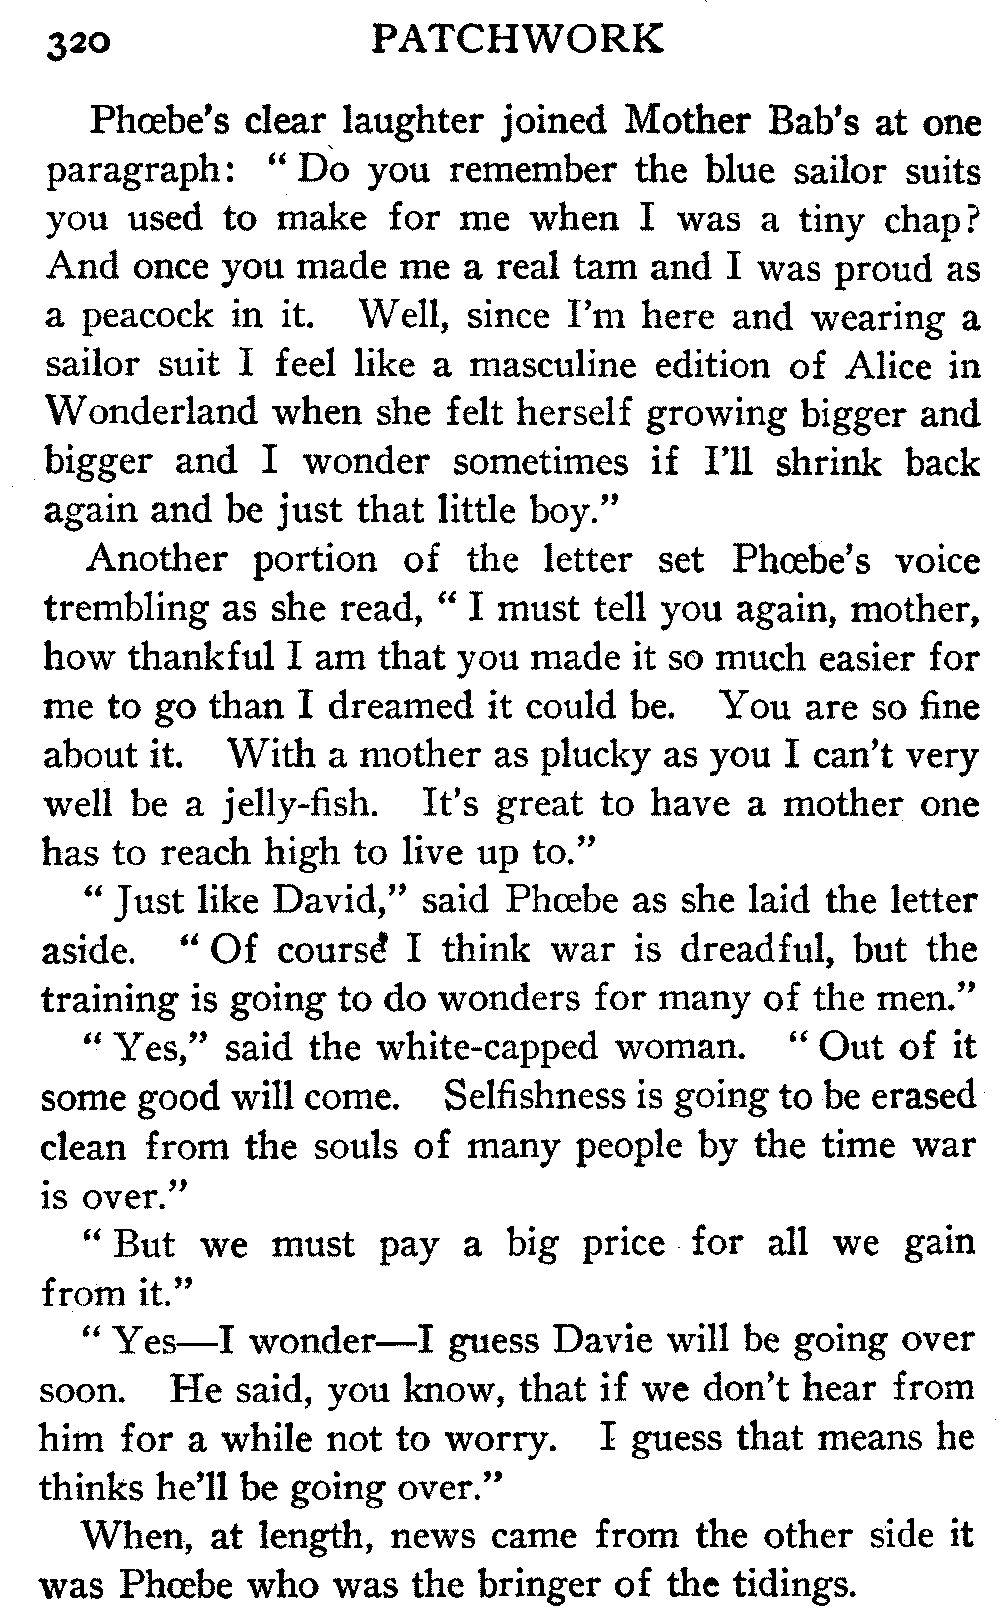 320 PATCHWORK
Phœbe's clear laughter joined Mother Bab's at one
paragraph: “ Do you remember the blue sailor suits
you used to make for me when I was a tiny chap?
And once you made me a real tam and I was proud as
a peacock in it. Well, since I'm here and wearing a
sailor suit I feel like a masculine edition of Alice in
Wonderland when she felt herself growing bigger and
bigger and I wonder sometimes if I'll shrink back
again and be just that little boy.”
Another portion of the letter set Phœbe's voice
trembling as she read, “ I must tell you again, mother,
how thankful I am that you made it so much easier for
me to go than I dreamed it could be. You are so fine
about it. With a mother as plucky as you I can't very
well be a jelly-fish. It's great to have a mother one
has to reach high to live up to.”
“ Just like David,” said Phœbe as she laid the letter
aside. “ Of course I think war is dreadful, but the
training is going to do wonders for many of the men.”
“ Yes,” said the white-capped woman. “ Out of it
some good will come. Selfishness is going to be erased
clean from the souls of many people by the time war
is over.”
“ But we must pay a big price for all we gain
from it.”
“ Yes—I wonder—I guess Davie will be going over
soon. He said, you know, that if we don't hear from
him for a while not to worry. I guess that means he
thinks he'll be going over.”
When, at length, news came from the other side it
was Phœbe who was the bringer of the tidings.